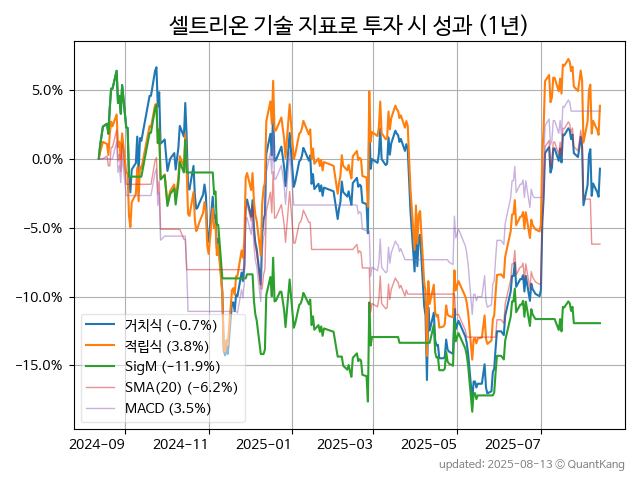 셀트리온 기술 지표로 투자 시 성과 (1년)
5.0%
0.0%
−5.0%
−10.0%
−15.0%
거치식 (−0.7%)
적립식 (3.8%)
SigM (−11.9%)
SMA(20) (−6.2%)
MACD (3.5%)
2024-09
2024-11
2025-01
2025-03
2025-05
2025-07
updated: 2025-08-13 ⓒ QuantKang